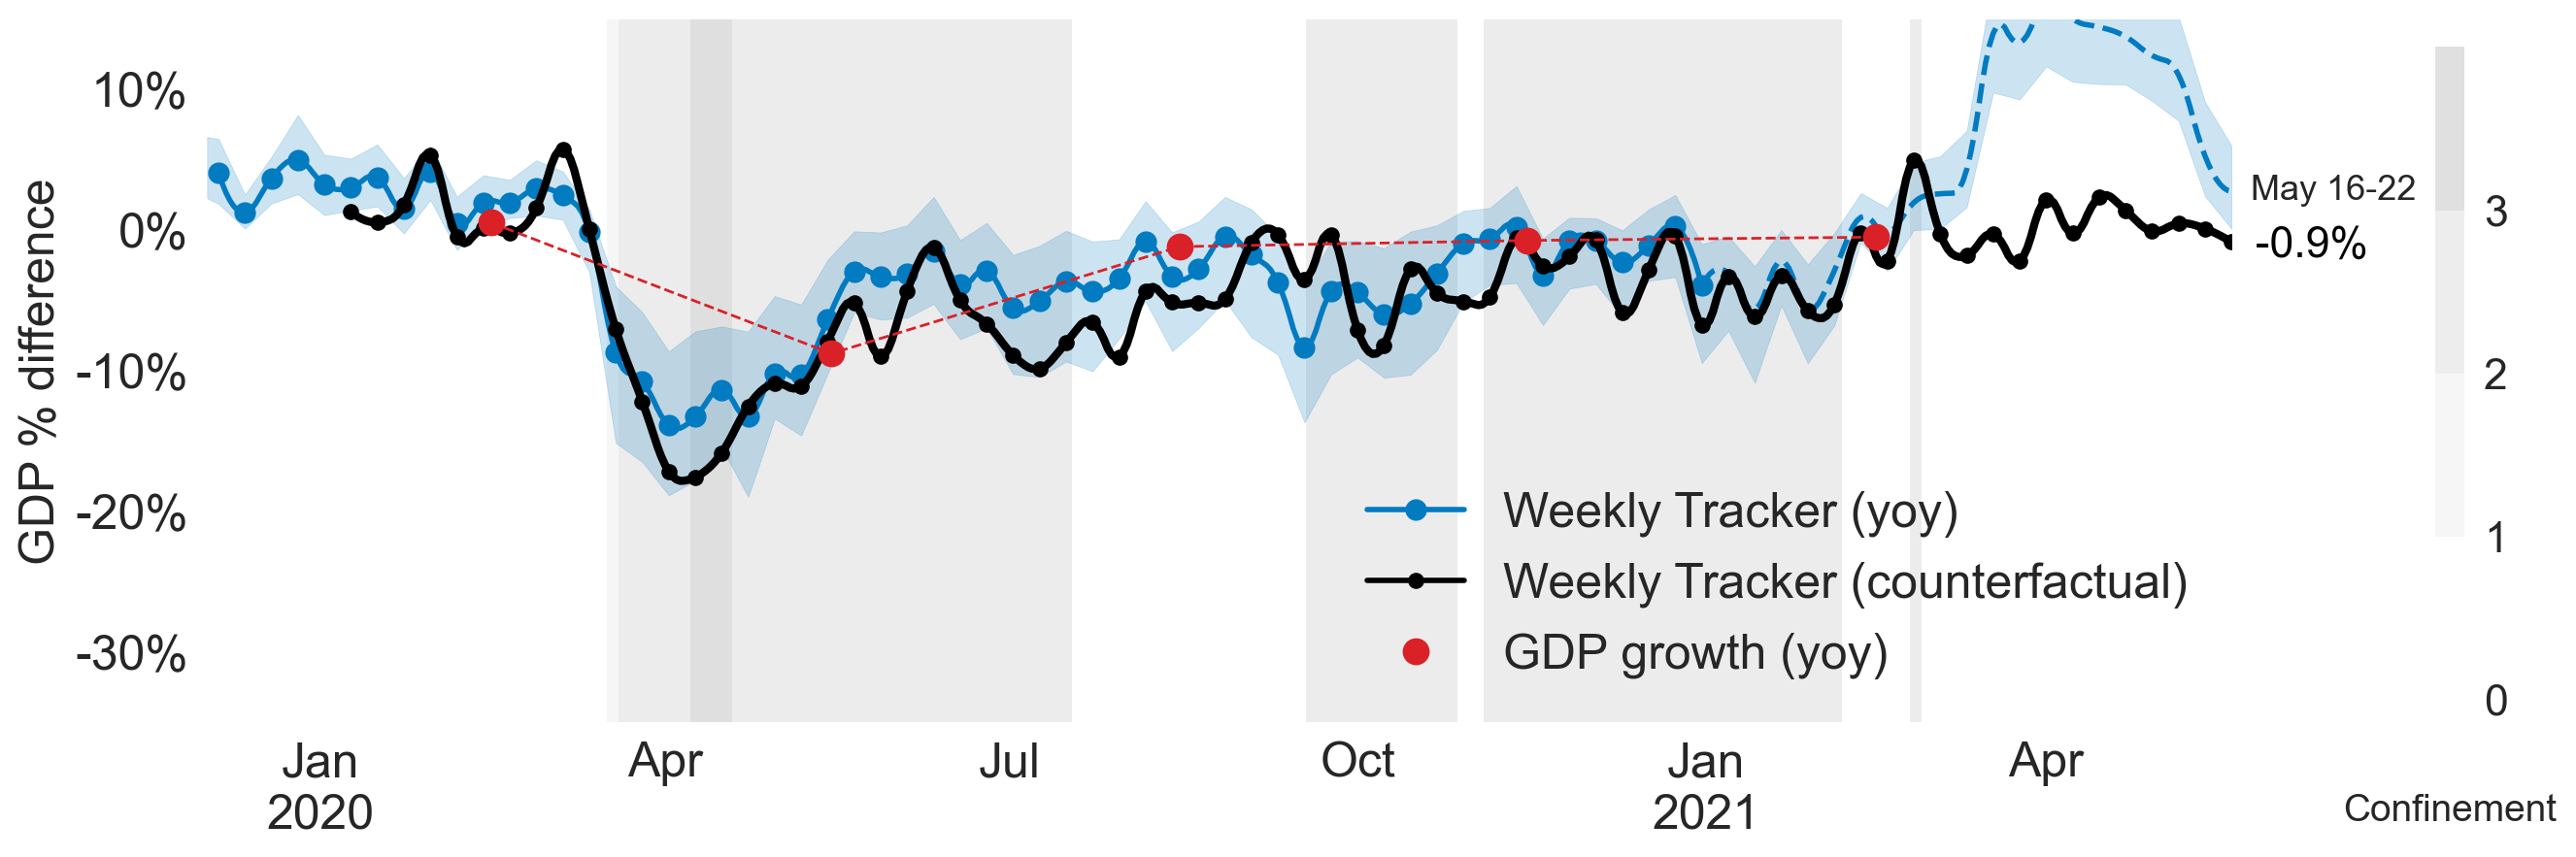 GDP % difference
10%
0%
-10%
-20%
-30%
May 16-22
-0.9%
3
2
1
0
Weekly Tracker (yoy)
Weekly Tracker (counterfactual)
GDP growth (yoy)
Jan
2020
Apr
Jul
Oct
Jan
2021
Apr
Confinement